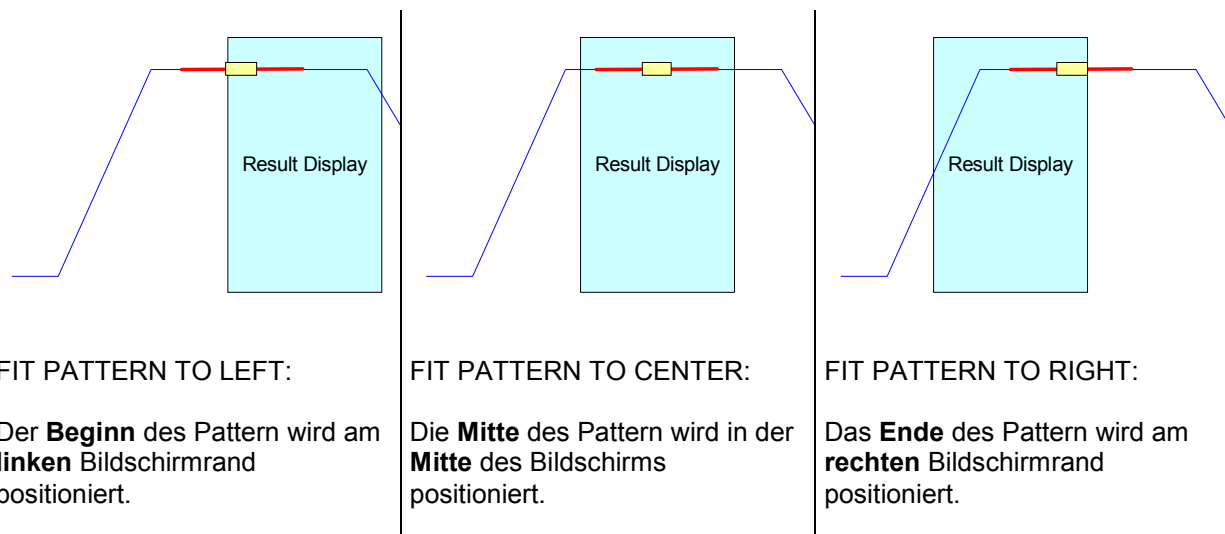 Result Display
FIT PATTERN TO LEFT:
Der Beginn des Pattern wird am
linken Bildschirmrand
positioniert.
Result Display
FIT PATTERN TO CENTER:
Die Mitte des Pattern wird in der
Mitte des Bildschirms
positioniert.
Result Display
FIT PATTERN TO RIGHT:
Das Ende des Pattern wird am
rechten Bildschirmrand
positioniert.